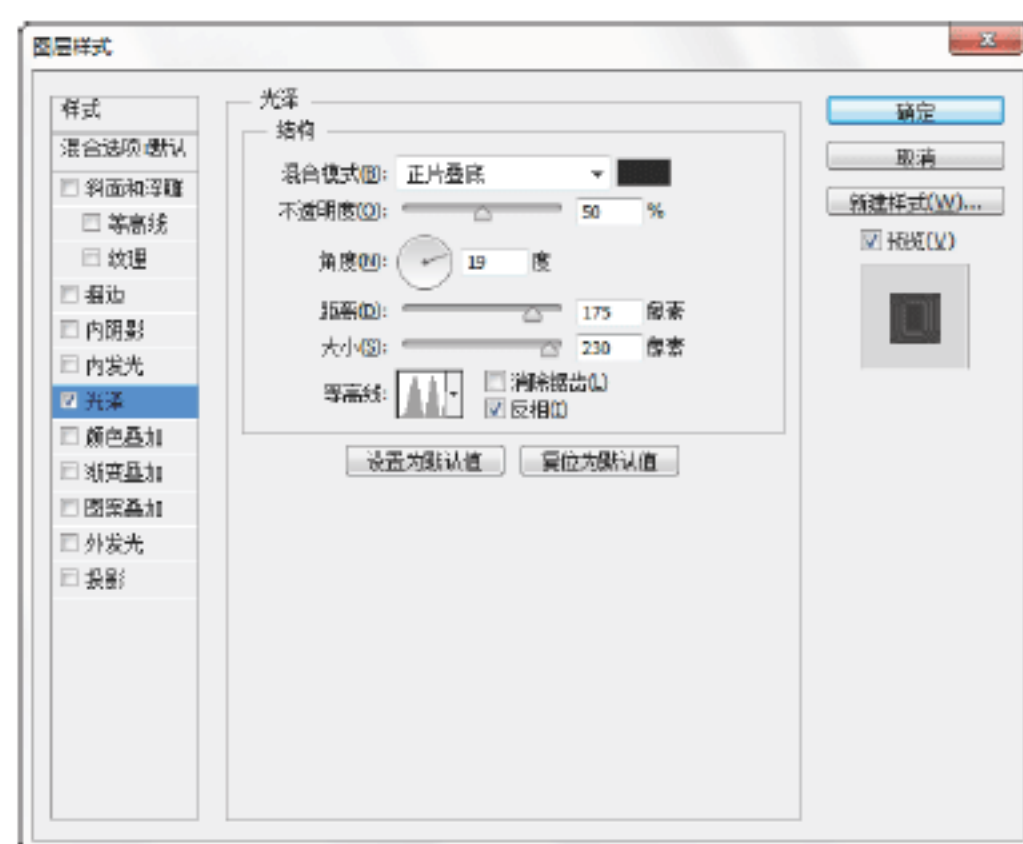 图层样式
样式
混合选项:默认
斜面和浮雕
等高线
纹理
描边
内阴影
内发光
光泽
颜色叠加
渐变叠加
图案叠加
外发光
投影
光泽
结构
混合模式(B): 正片叠底
不透明度(O): 50 %
角度(N): 19 度
距离(D): 175 像素
大小(S): 230 像素
等高线: 消除锯齿(L)
反相(I)
设置为默认值 复位为默认值
确定
取消
新建样式(W)...
预览(V)